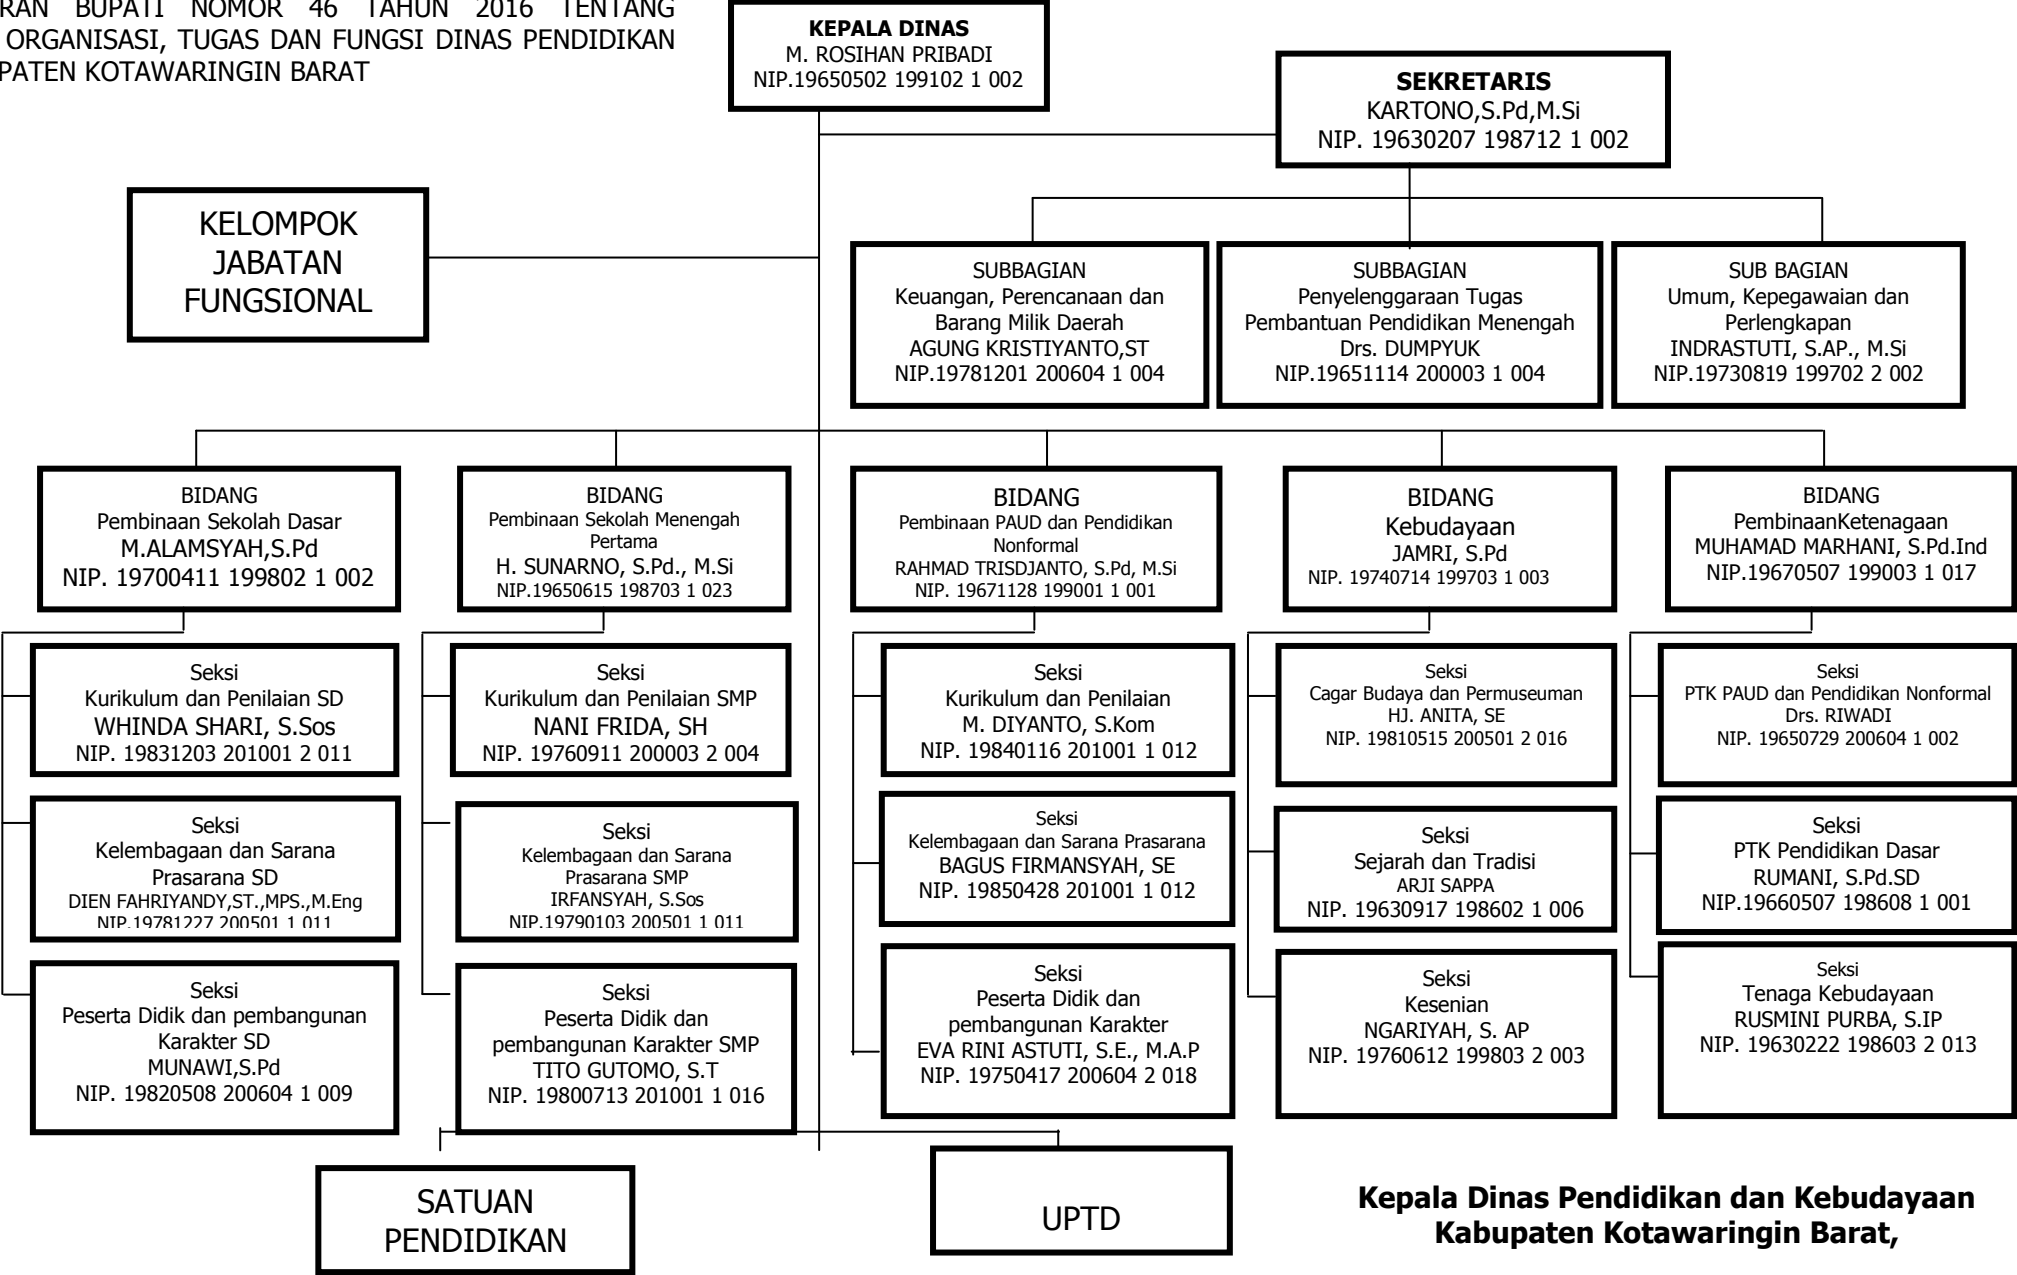 BUPATI NOMOR 46 TAHUN 2016 TENTANG
ORGANISASI, TUGAS DAN FUNGSI DINAS PENDIDIKAN
KOTAWARINGIN BARAT
KEPALA DINAS
M. ROSIHAN PRIBADI
NIP.19650502 199102 1 002
SEKRETARIS
KARTONO,S.Pd,M.Si
NIP. 19630207 198712 1 002
KELOMPOK
JABATAN
FUNGSIONAL
SUBBAGIAN
Keuangan, Perencanaan dan
Barang Milik Daerah
AGUNG KRISTIYANTO,ST
NIP.19781201 200604 1 004
SUBBAGIAN
Penyelenggaraan Tugas
Pembantuan Pendidikan Menengah
Drs. DUMPYUK
NIP.19651114 200003 1 004
SUB BAGIAN
Umum, Kepegawaian dan
Perlengkapan
INDRASTUTI, S.AP., M.Si
NIP.19730819 199702 2 002
BIDANG
Pembinaan Sekolah Dasar
M.ALAMSYAH,S.Pd
NIP. 19700411 199802 1 002
BIDANG
Pembinaan Sekolah Menengah
Pertama
H. SUNARNO, S.Pd., M.Si
NIP.19650615 198703 1 023
BIDANG
Pembinaan PAUD dan Pendidikan
Nonformal
RAHMAD TRISDJANTO, S.Pd, M.Si
NIP. 19671128 199001 1 001
BIDANG
Kebudayaan
JAMRI, S.Pd
NIP. 19740714 199703 1 003
BIDANG
PembinaanKetenagaan
MUHAMAD MARHANI, S.Pd.Ind
NIP.19670507 199003 1 017
Seksi
Kurikulum dan Penilaian SD
WHINDA SHARI, S.Sos
NIP. 19831203 201001 2 011
Seksi
Kurikulum dan Penilaian SMP
NANI FRIDA, SH
NIP. 19760911 200003 2 004
Seksi
Kurikulum dan Penilaian
M. DIYANTO, S.Kom
NIP. 19840116 201001 1 012
Seksi
Cagar Budaya dan Permuseuman
HJ. ANITA, SE
NIP. 19810515 200501 2 016
Seksi
PTK PAUD dan Pendidikan Nonformal
Drs. RIWADI
NIP. 19650729 200604 1 002
Seksi
Kelembagaan dan Sarana
Prasarana SD
DIEN FAHRIYANDY,ST.,MPS.,M.Eng
NIP.19781227 200501 1 011
Seksi
Kelembagaan dan Sarana
Prasarana SMP
IRFANSYAH, S.Sos
NIP.19790103 200501 1 011
Seksi
Kelembagaan dan Sarana Prasarana
BAGUS FIRMANSYAH, SE
NIP. 19850428 201001 1 012
Seksi
Sejarah dan Tradisi
ARJI SAPPA
NIP. 19630917 198602 1 006
Seksi
PTK Pendidikan Dasar
RUMANI, S.Pd.SD
NIP.19660507 198608 1 001
Seksi
Peserta Didik dan pembangunan
Karakter SD
MUNAWI,S.Pd
NIP. 19820508 200604 1 009
Seksi
Peserta Didik dan
pembangunan Karakter SMP
TITO GUTOMO, S.T
NIP. 19800713 201001 1 016
Seksi
Peserta Didik dan
pembangunan Karakter
EVA RINI ASTUTI, S.E., M.A.P
NIP. 19750417 200604 2 018
Seksi
Kesenian
NGARIYAH, S. AP
NIP. 19760612 199803 2 003
Seksi
Tenaga Kebudayaan
RUSMINI PURBA, S.IP
NIP. 19630222 198603 2 013
SATUAN
PENDIDIKAN
UPTD
Kepala Dinas Pendidikan dan Kebudayaan
Kabupaten Kotawaringin Barat,